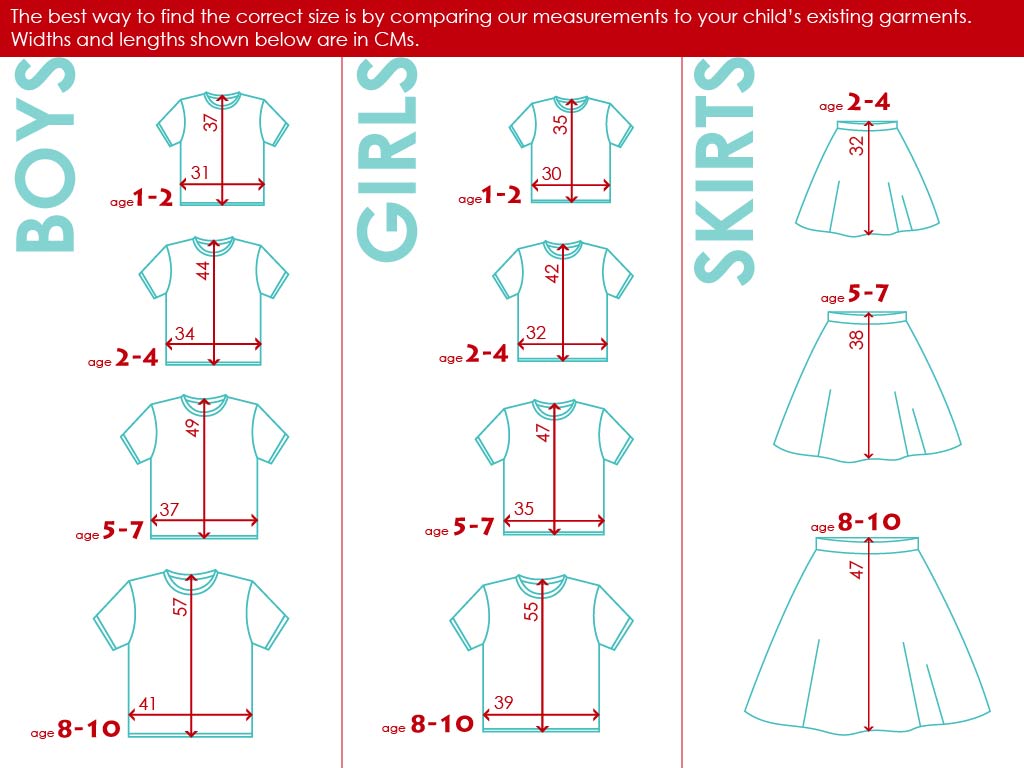 The best way to find the correct size is by comparing our measurements to your child’s existing garments.
Widths and lengths shown below are in CMs.
BOYS
37
31
age 1-2
44
34
age 2-4
49
37
age 5-7
57
41
age 8-10
GIRLS
35
30
age 1-2
42
32
age 2-4
47
35
age 5-7
55
39
age 8-10
SKIRTS
age 2-4
32
age 5-7
38
age 8-10
47